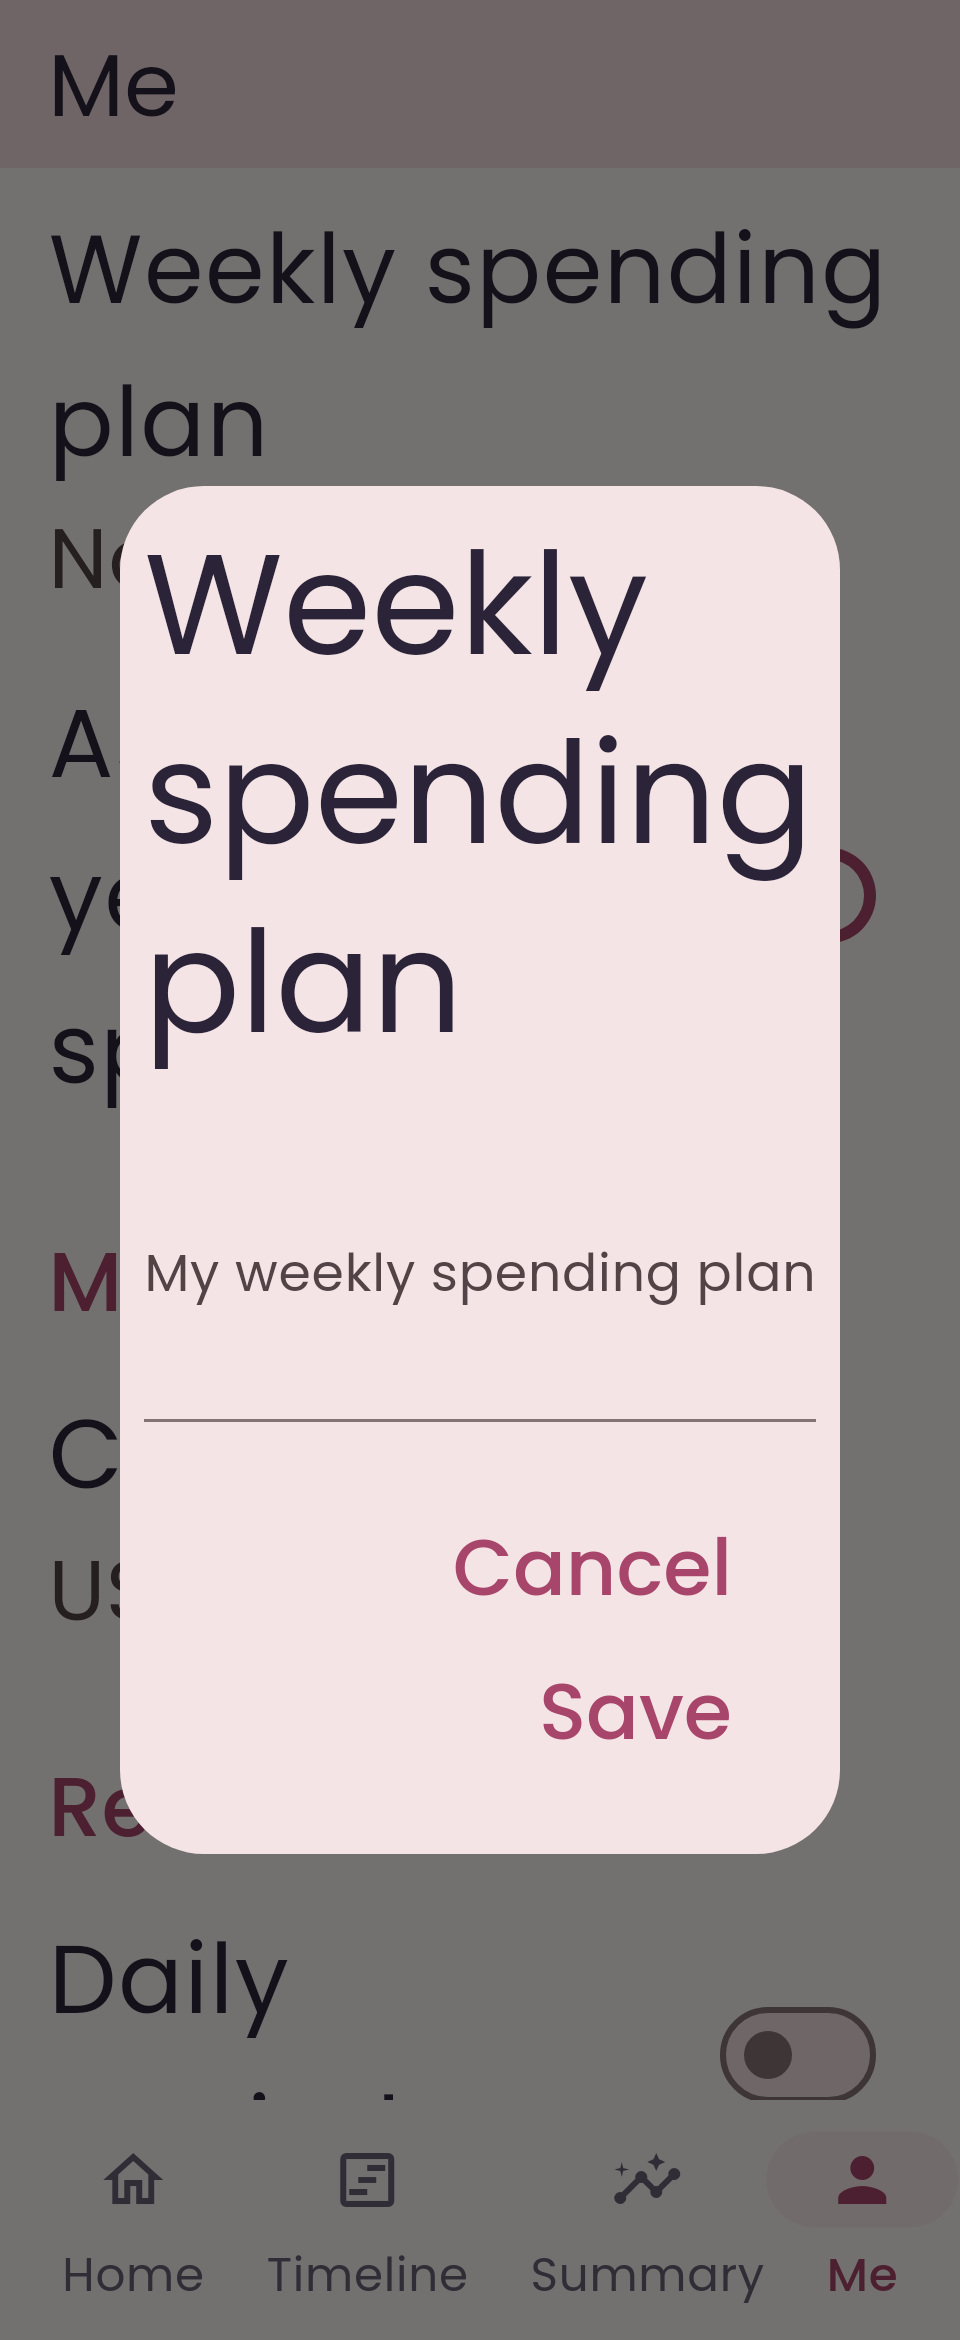 Me
Weekly spending
plan
Weekly
spending
plan
My weekly spending plan
Cancel
Save
Daily
Home
Timeline
Summary
Me